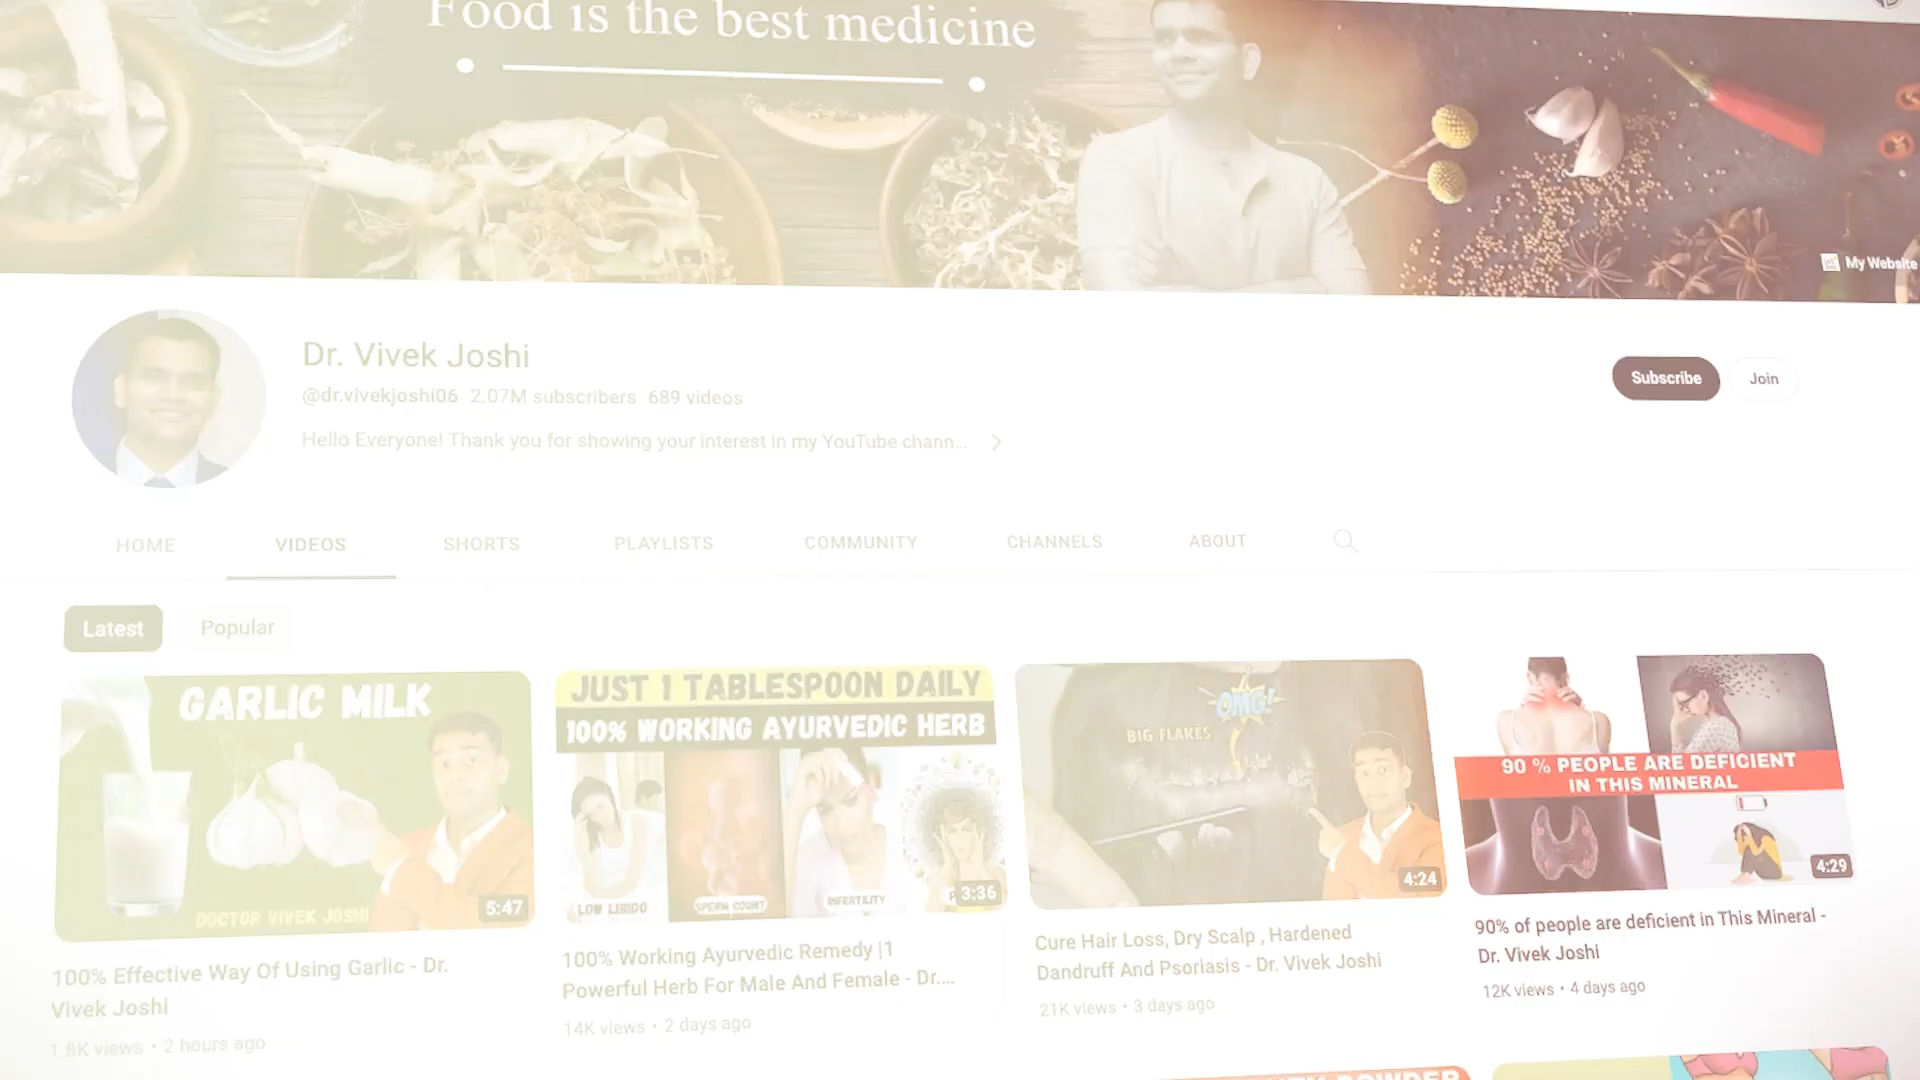 Food is the best medicine
My Website
Dr. Vivek Joshi
@dr.vivekjoshi06 2.07M subscribers 689 videos
Hello Everyone! Thank you for showing your interest in my YouTube chann...
Subscribe
Join
HOME
VIDEOS
SHORTS
PLAYLISTS
COMMUNITY
CHANNELS
ABOUT
Latest
Popular
GARLIC MILK
DOCTOR VIVEK JOSHI
5:47
JUST 1 TABLESPOON DAILY
100% WORKING AYURVEDIC HERB
LOW LIBIDO
SPERM COUNT
INFERTILITY
3:36
OMG!
BIG FLAKES
4:24
90 % PEOPLE ARE DEFICIENT
IN THIS MINERAL
4:29
100% Effective Way Of Using Garlic - Dr.
Vivek Joshi
1.8K views • 2 hours ago
100% Working Ayurvedic Remedy |1
Powerful Herb For Male And Female - Dr....
14K views • 2 days ago
Cure Hair Loss, Dry Scalp , Hardened
Dandruff And Psoriasis - Dr. Vivek Joshi
21K views • 3 days ago
90% of people are deficient in This Mineral -
Dr. Vivek Joshi
12K views • 4 days ago
POWDER